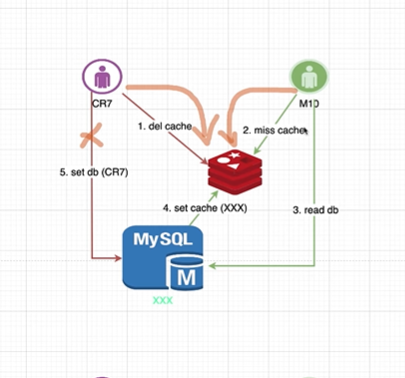 CR7
M10
1. del cache
2. miss cache
5. set db (CR7)
4. set cache (XXX)
3. read db
MySQL
M
XXX